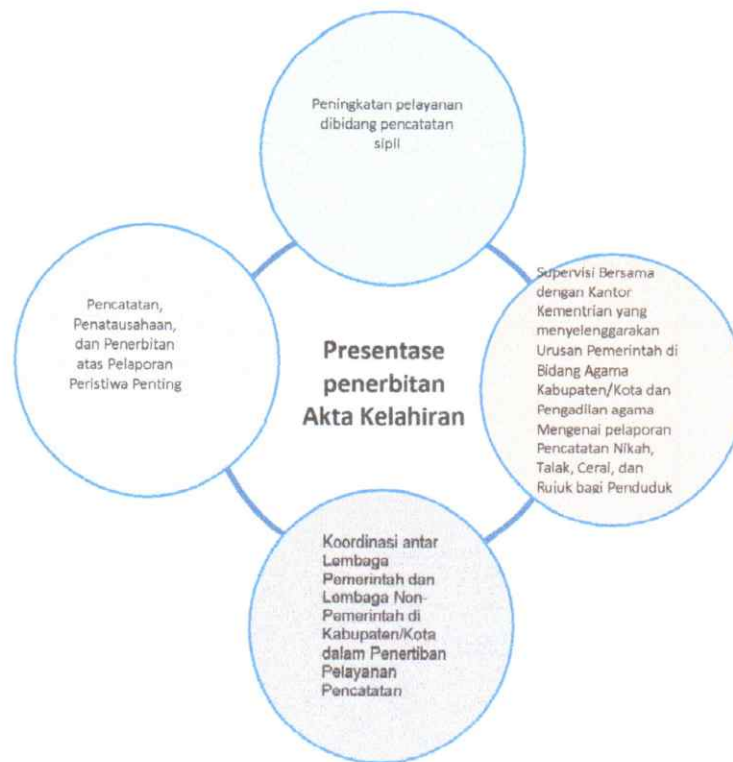 Peningkatan pelayanan
dibidang pencatatan
sipil
Supervisi Bersama
dengan Kantor
Kementrian yang
menyelenggarakan
Urusan Pemerintah di
Bidang Agama
Kabupaten/Kota dan
Pengadilan agama
Mengenai pelaporan
Pencatatan Nikah,
Talak, Cerai, dan
Rujuk bagi Penduduk
Pencatatan,
Penatausahaan,
dan Penerbitan
atas Pelaporan
Peristiwa Penting
Presentase
penerbitan
Akta Kelahiran
Koordinasi antar
Lembaga
Pemerintah dan
Lembaga Non-
Pemerintah di
Kabupaten/Kota
dalam Penertiban
Pelayanan
Pencatatan